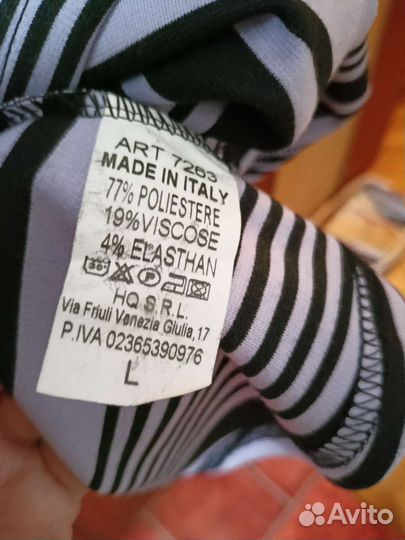 ART 7263
MADE IN ITALY
77% POLIESTERE
19%VISCOSE
4% ELASTHAN
30
HQ S.R.L.
Via Friuli Venezia Giulia,17
P.IVA 02365390976
L
Avito